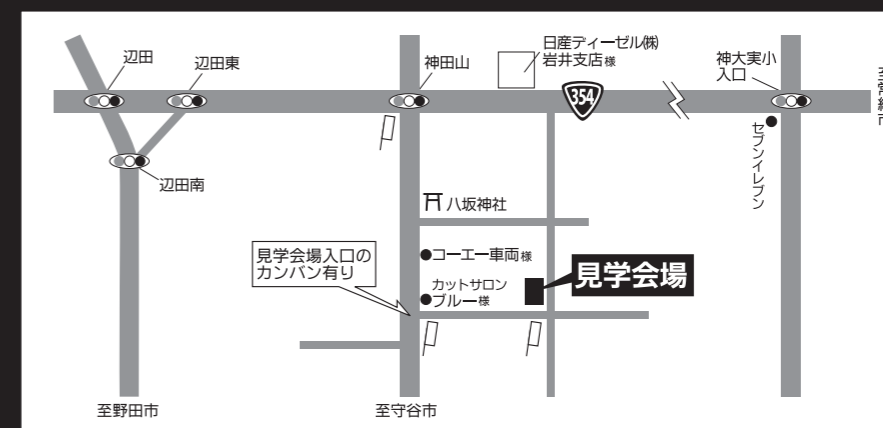 辺田
辺田東
神田山
日産ディーゼル㈱
岩井支店様
神大実小
入口
至常総市
354
セブンイレブン
辺田南
八坂神社
見学会場入口の
カンバン有り
コーエー車両様
カットサロン
ブルー様
見学会場
至野田市
至守谷市